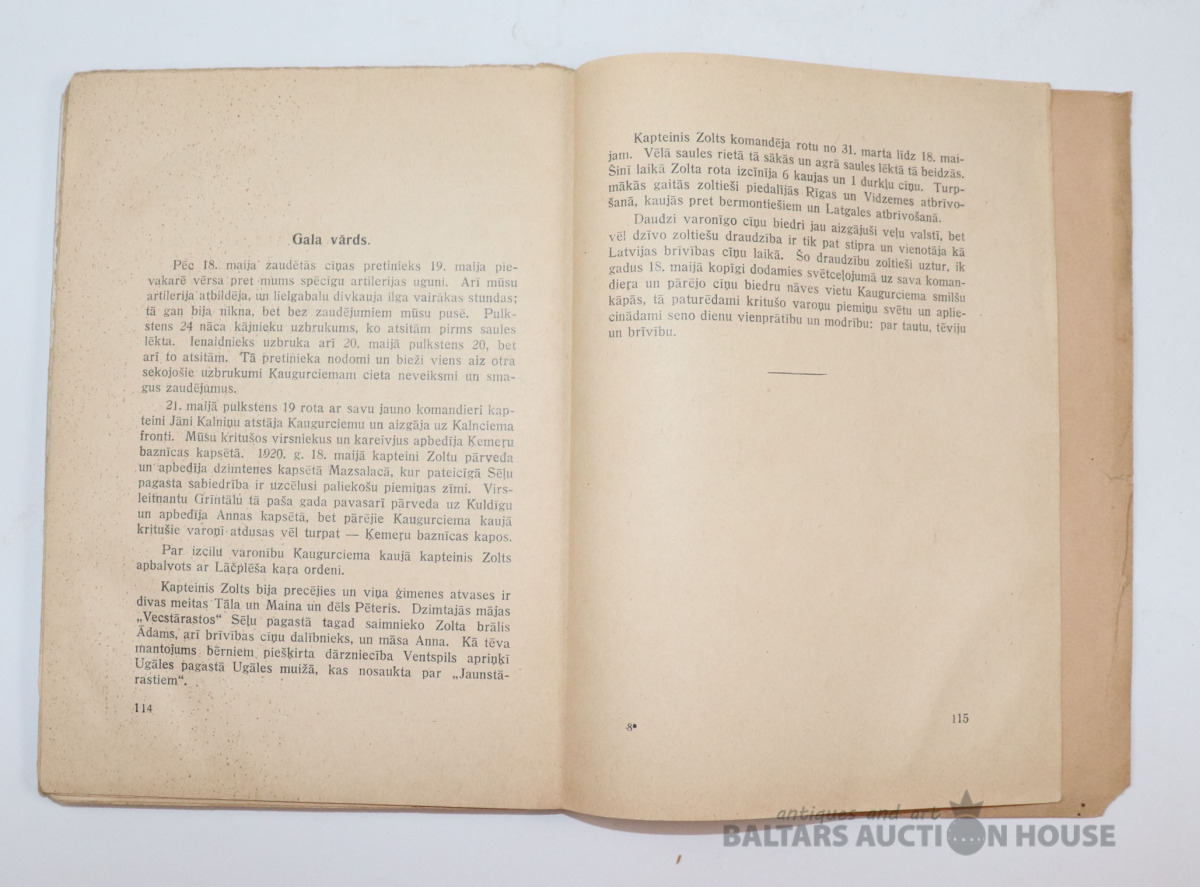 Gala vārds.
Pēc 18. maija zaudētās cīņas pretinieks 19. maija pie-
vakarē vērsa pret mums spēcīgu artilerijas uguni. Arī mūsu
artilerija atbildēja, un lielgabalu divkauja ilga vairākas stundas;
tā gan bija nikna, bet bez zaudējumiem mūsu pusē. Pulk-
stens 24 nāca kājnieku uzbrukums, ko atsitām pirms saules
lēkta. Ienaidnieks uzbruka arī 20. maijā pulkstens 20, bet
arī to atsitām. Tā pretinieka nodomi un bieži viens aiz otra
sekojošie uzbrukumi Kaugurciemam cieta neveiksmi un sma-
gus zaudējumus.
21. maijā pulkstens 19 rota ar savu jauno komandieri kap-
teini Jāni Kalniņu atstāja Kaugurciemu un aizgāja uz Kalnciema
fronti. Mūsu kritušos virsniekus un kareivjus apbedīja Ķemeŗu
baznīcas kapsētā. 1920. g. 18. maijā kapteini Zoltu pārveda
un apbedīja dzimtenes kapsētā Mazsalacā, kur pateicīgā Sēļu
pagasta sabiedrība ir uzcēlusi paliekošu piemiņas zīmi. Virs-
leitnantu Grīntālu tā paša gada pavasarī pārveda uz Kuldīgu
un apbedīja Annas kapsētā, bet pārējie Kaugurciema kaujā
kritušie varoņi atdusas vēl turpat — Ķemeŗu baznīcas kapos.
Par izcilu varonību Kaugurciema kaujā kapteinis Zolts
apbalvots ar Lāčplēša kaŗa ordeni.
Kapteinis Zolts bija precējies un viņa ģimenes atvases ir
divas meitas Tāla un Maina un dēls Pēteris. Dzimtajās mājas
„Vecstārastos“ Sēļu pagastā tagad saimnieko Zolta brālis
Ādams, arī brīvības cīņu dalībnieks, un māsa Anna. Kā tēva
mantojums bērniem piešķirta dārzniecība Ventspils apriņķī
Ugāles pagastā Ugāles muižā, kas nosaukta par „Jaunstā-
rastiem“.
114
Kapteinis Zolts komandēja rotu no 31. marta līdz 18. mai-
jam. Vēlā saules rietā tā sākās un agrā saules lēktā tā beidzās.
Šinī laikā Zolta rota izcīnīja 6 kaujas un 1 durkļu cīņu. Turp-
mākās gaitās zoltieši piedalījās Rīgas un Vidzemes atbrīvo-
šanā, kaujās pret bermontiešiem un Latgales atbrīvošanā.
Daudzi varonīgo cīņu biedri jau aizgājuši veļu valstī, bet
vēl dzīvo zoltiešu draudzība ir tik pat stipra un vienotāja kā
Latvijas brīvības cīņu laikā. Šo draudzību zoltieši uztur, ik
gadus 18. maijā kopīgi dodamies svētceļojumā uz sava koman-
dieŗa un pārējo cīņu biedru nāves vietu Kaugurciema smilšu
kāpās, tā paturēdami kritušo varoņu piemiņu svētu un aplie-
cinādami seno dienu vienprātību un modrību: par tautu, tēviju
un brīvību.
8*
115
antiques and art
BALTARS AUCTION HOUSE